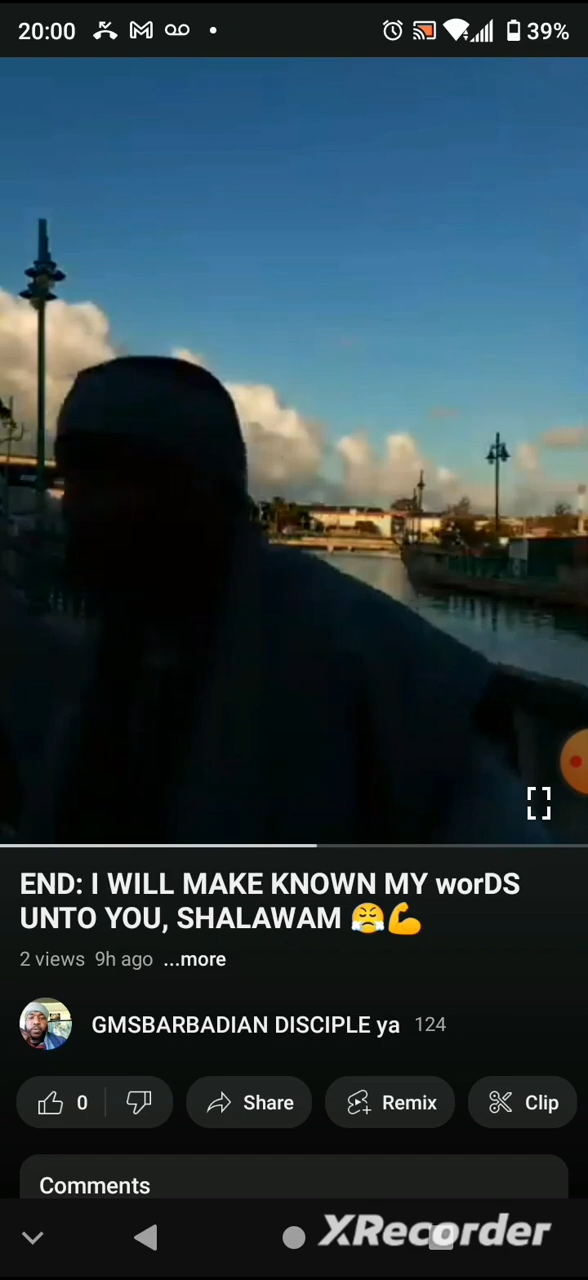 20:00
39%
END: I WILL MAKE KNOWN MY worDS
UNTO YOU, SHALAWAM 😤💪
2 views 9h ago ...more
GMSBARBADIAN DISCIPLE ya 124
0
Share
Remix
Clip
Comments
XRecorder